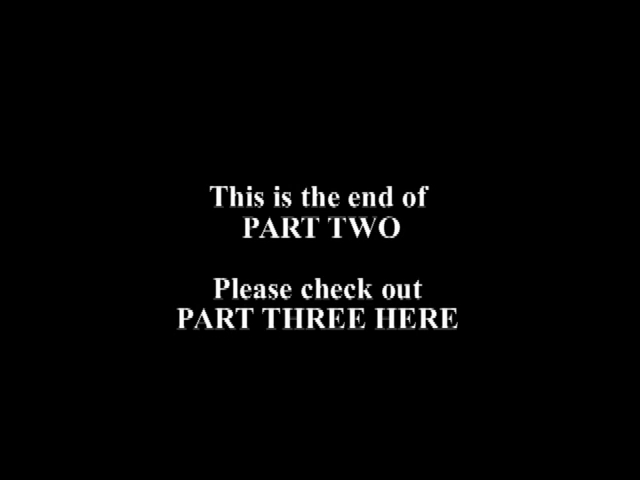 This is the end of
PART TWO
Please check out
PART THREE HERE